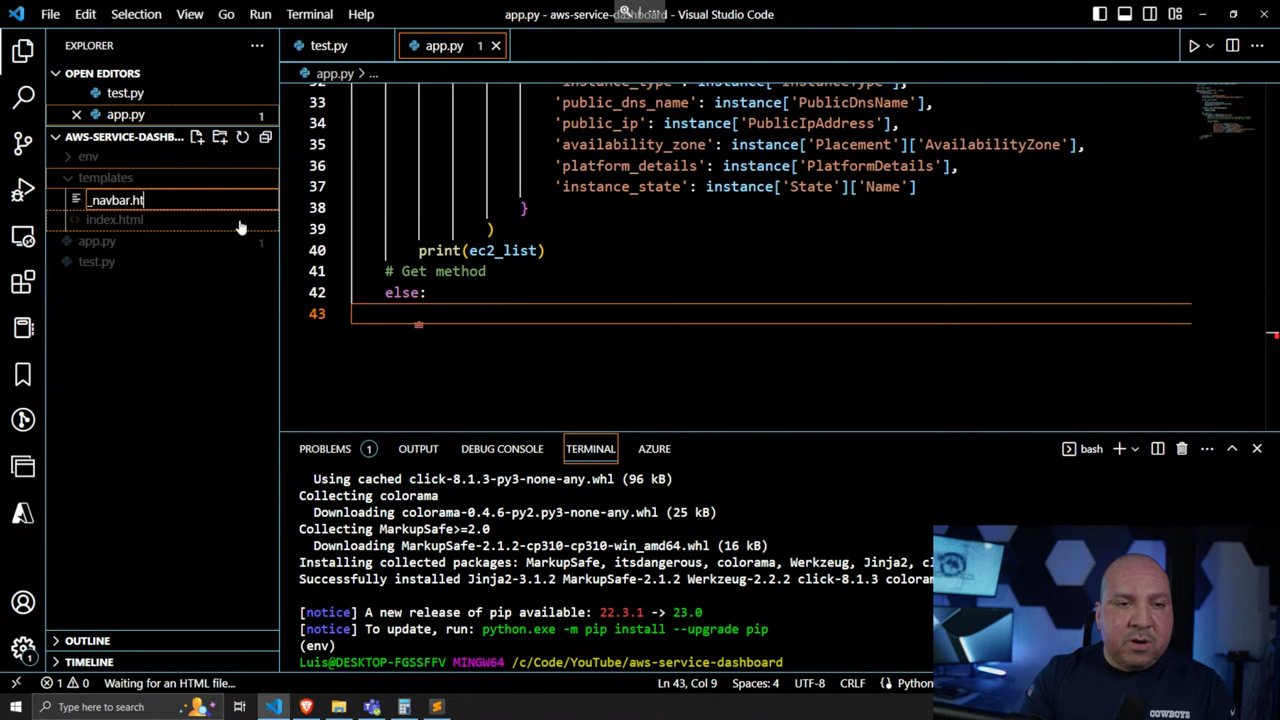 File Edit Selection View Go Run Terminal Help
app.py - aws-service-dashboard - Visual Studio Code
EXPLORER
OPEN EDITORS
test.py
app.py 1
AWS-SERVICE-DASHB...
env
templates
_navbar.ht
index.html
app.py 1
test.py
OUTLINE
TIMELINE
test.py
app.py 1
app.py > ...
33 'public_dns_name': instance['PublicDnsName'],
34 'public_ip': instance['PublicIpAddress'],
35 'availability_zone': instance['Placement']['AvailabilityZone'],
36 'platform_details': instance['PlatformDetails'],
37 'instance_state': instance['State']['Name']
38 }
39 )
40 print(ec2_list)
41 # Get method
42 else:
43
PROBLEMS 1 OUTPUT DEBUG CONSOLE TERMINAL AZURE
bash
Using cached click-8.1.3-py3-none-any.whl (96 kB)
Collecting colorama
Downloading colorama-0.4.6-py2.py3-none-any.whl (25 kB)
Collecting MarkupSafe>=2.0
Downloading MarkupSafe-2.1.2-cp310-cp310-win_amd64.whl (16 kB)
Installing collected packages: MarkupSafe, itsdangerous, colorama, Werkzeug, Jinja2,
Successfully installed Jinja2-3.1.2 MarkupSafe-2.1.2 Werkzeug-2.2.2 click-8.1.3
[notice] A new release of pip available: 22.3.1 -> 23.0
[notice] To update, run: python.exe -m pip install --upgrade pip
(env)
Luis@DESKTOP-FGSSFFV MINGW64 /c/Code/YouTube/aws-service-dashboard
COWBOYS
1 0 Waiting for an HTML file...
Ln 43, Col 9 Spaces: 4 UTF-8 CRLF Python
Type here to search